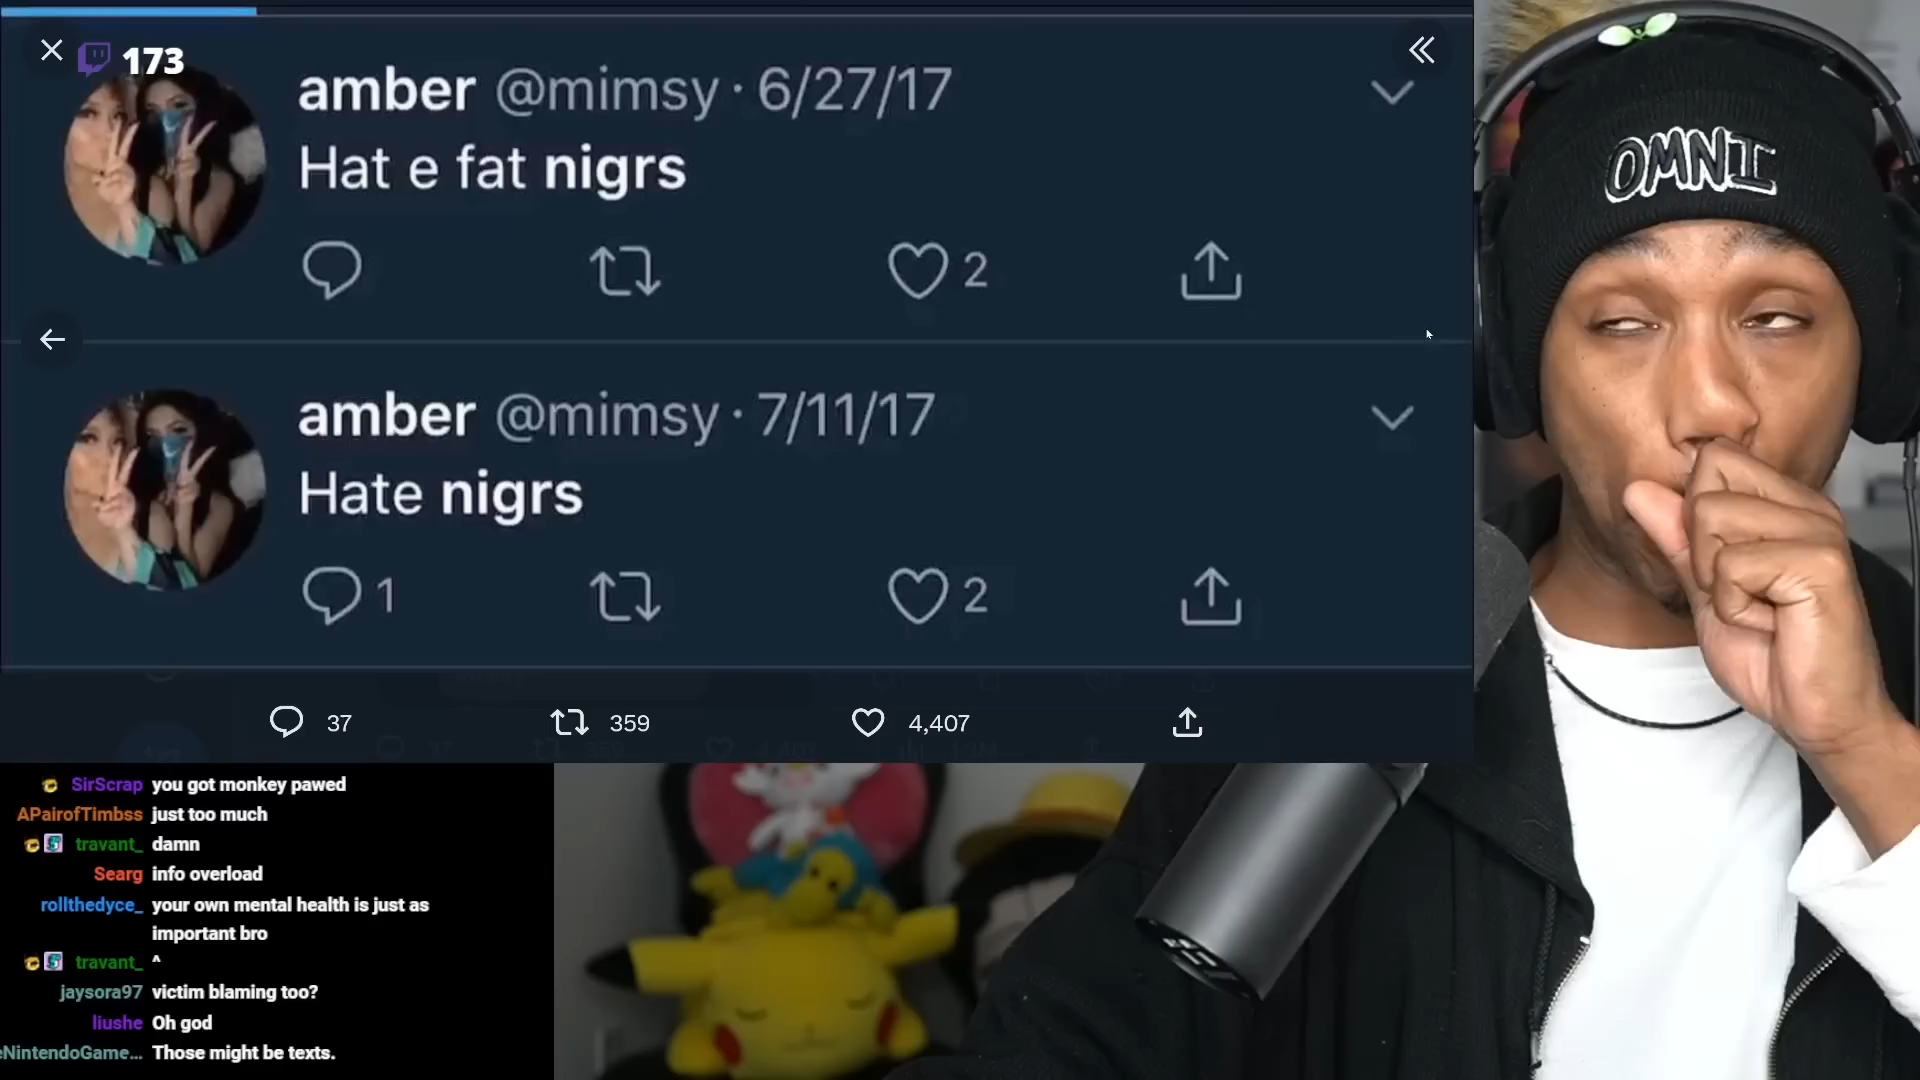 173
amber @mimsy · 6/27/17
Hat e fat nigrs
2
amber @mimsy · 7/11/17
Hate nigrs
1 2
37 359 4,407
OMNI
SirScrap you got monkey pawed
APairofTimbss just too much
travant_ damn
Searg info overload
rollthedyce_ your own mental health is just as
important bro
travant_ ^
jaysora97 victim blaming too?
liushe Oh god
eNintendoGame... Those might be texts.